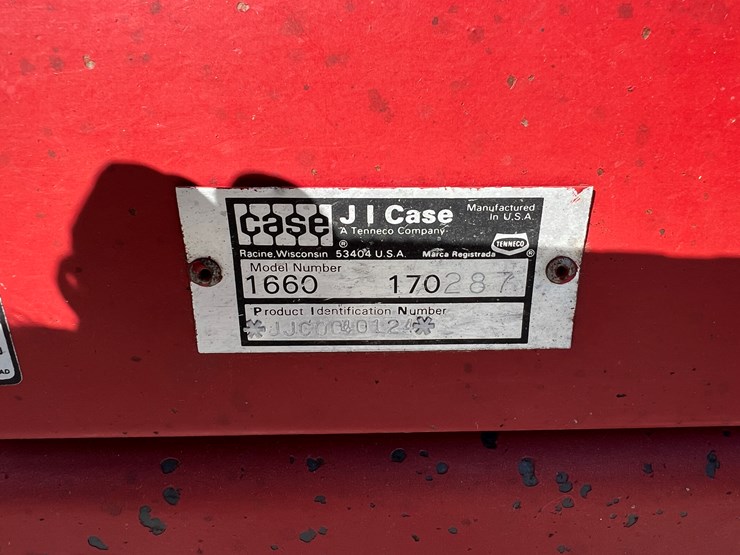 case
J I Case
A Tenneco Company
Manufactured
In U.S.A.
TENNECO
®
®
Racine, Wisconsin 53404 U.S.A. Marca Registrada
Model Number
1660 170287
Product Identification Number
AD